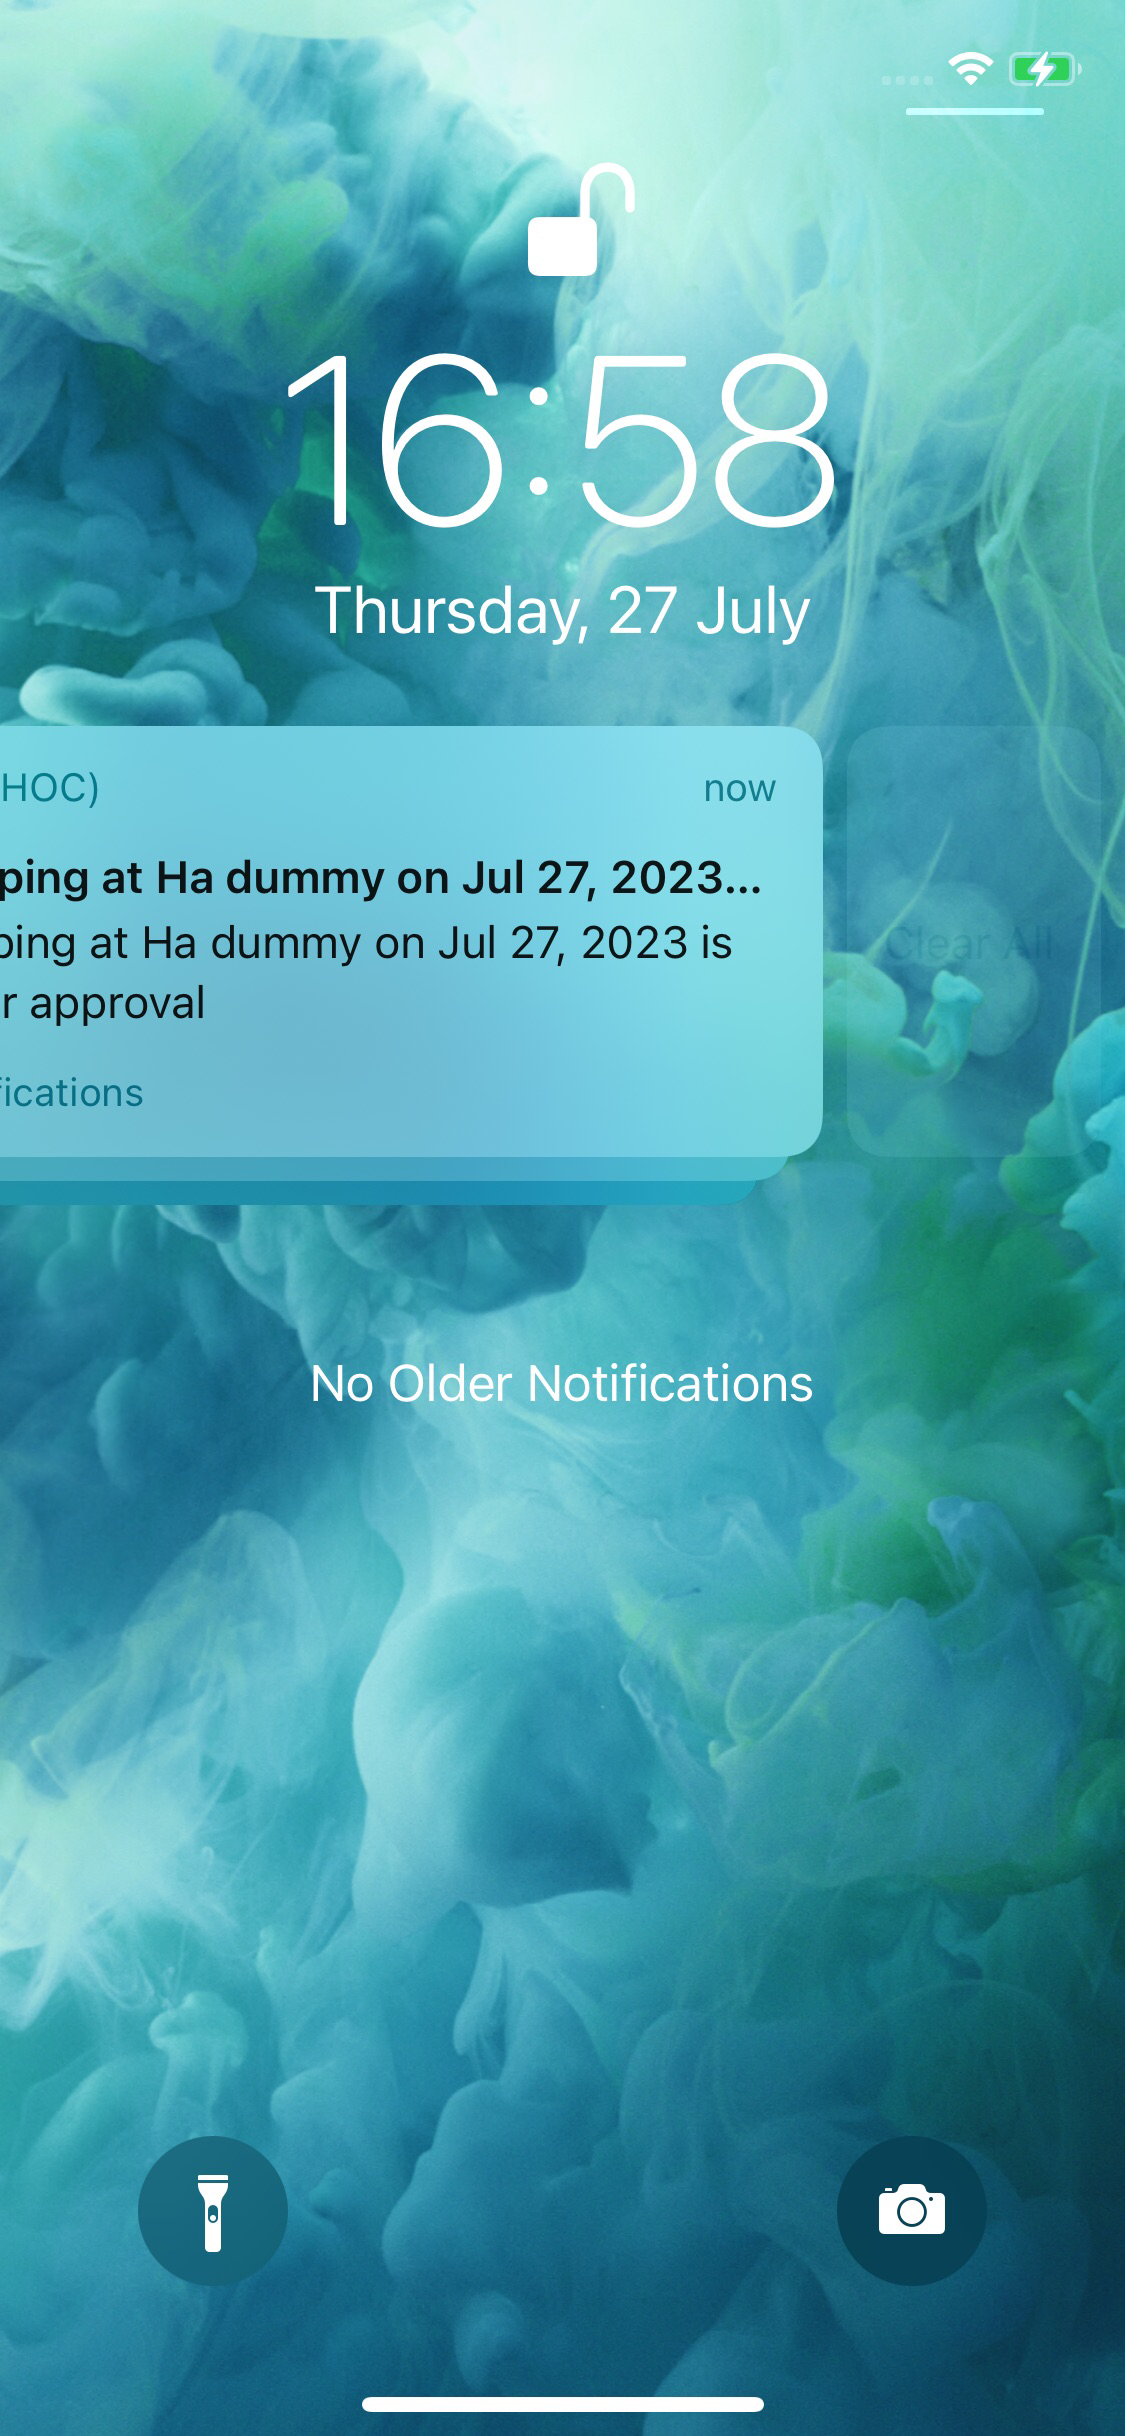 16:58
Thursday, 27 July
HOC)
now
ping at Ha dummy on Jul 27, 2023...
ping at Ha dummy on Jul 27, 2023 is
r approval
fications
Clear All
No Older Notifications